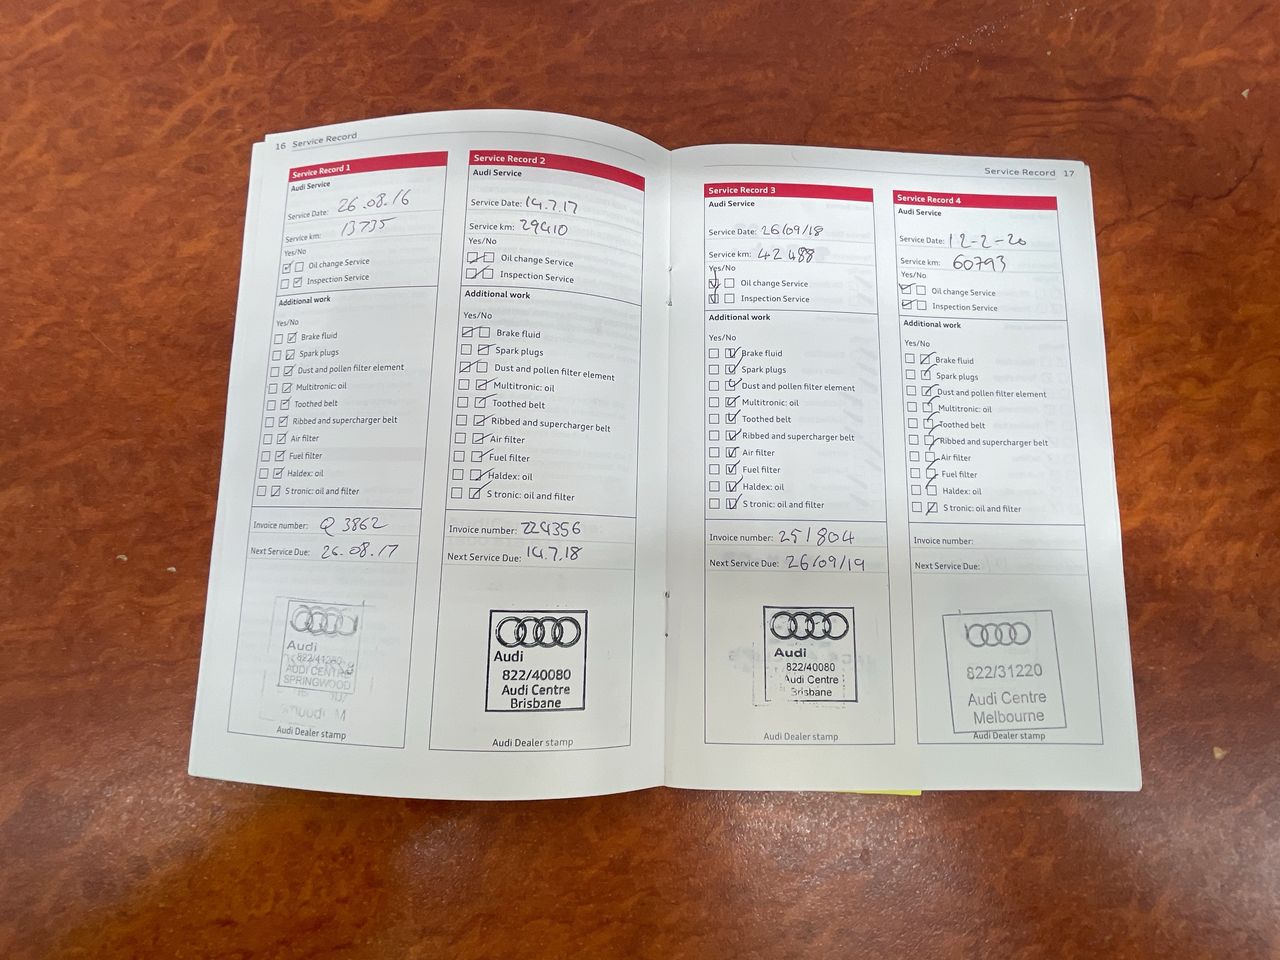 16 Service Record
Service Record 1
Audi Service
Service Date: 26.08.16
Service km: 13735
Yes/No
Oil change Service
Inspection Service
Additional work
Yes/No
Brake fluid
Spark plugs
Dust and pollen filter element
Multitronic: oil
Toothed belt
Ribbed and supercharger belt
Air filter
Fuel filter
Haldex: oil
S tronic: oil and filter
Invoice number: Q 3862
Next Service Due: 26.08.17
Audi
822/41280
AUDI CENTRE
SPRINGWOOD
Audi Dealer stamp
Service Record 2
Audi Service
Service Date: 14.7.17
Service km: 29410
Yes/No
Oil change Service
Inspection Service
Additional work
Yes/No
Brake fluid
Spark plugs
Dust and pollen filter element
Multitronic: oil
Toothed belt
Ribbed and supercharger belt
Air filter
Fuel filter
Haldex: oil
S tronic: oil and filter
Invoice number: 224356
Next Service Due: 14.7.18
Audi
822/40080
Audi Centre
Brisbane
Audi Dealer stamp
Service Record 17
Service Record 3
Audi Service
Service Date: 26/09/18
Service km: 42488
Yes/No
Oil change Service
Inspection Service
Additional work
Yes/No
Brake fluid
Spark plugs
Dust and pollen filter element
Multitronic: oil
Toothed belt
Ribbed and supercharger belt
Air filter
Fuel filter
Haldex: oil
S tronic: oil and filter
Invoice number: 251804
Next Service Due: 26/09/19
Audi
822/40080
Audi Centre
Brisbane
Audi Dealer stamp
Service Record 4
Audi Service
Service Date: 12-2-20
Service km: 60793
Yes/No
Oil change Service
Inspection Service
Additional work
Yes/No
Brake fluid
Spark plugs
Dust and pollen filter element
Multitronic: oil
Toothed belt
Ribbed and supercharger belt
Air filter
Fuel filter
Haldex: oil
S tronic: oil and filter
Invoice number:
Next Service Due:
822/31220
Audi Centre
Melbourne
Audi Dealer stamp